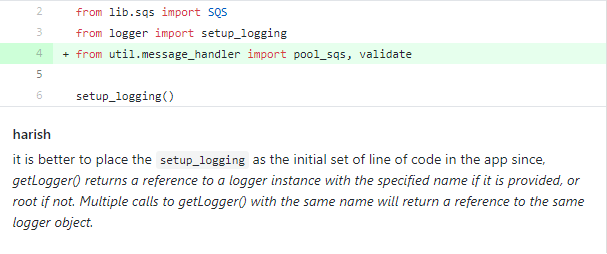 2 from lib.sqs import SQS
3 from logger import setup_logging
4 + from util.message_handler import pool_sqs, validate
5
6 setup_logging()
harish
it is better to place the setup_logging as the initial set of line of code in the app since,
getLogger() returns a reference to a logger instance with the specified name if it is provided, or
root if not. Multiple calls to getLogger() with the same name will return a reference to the same
logger object.